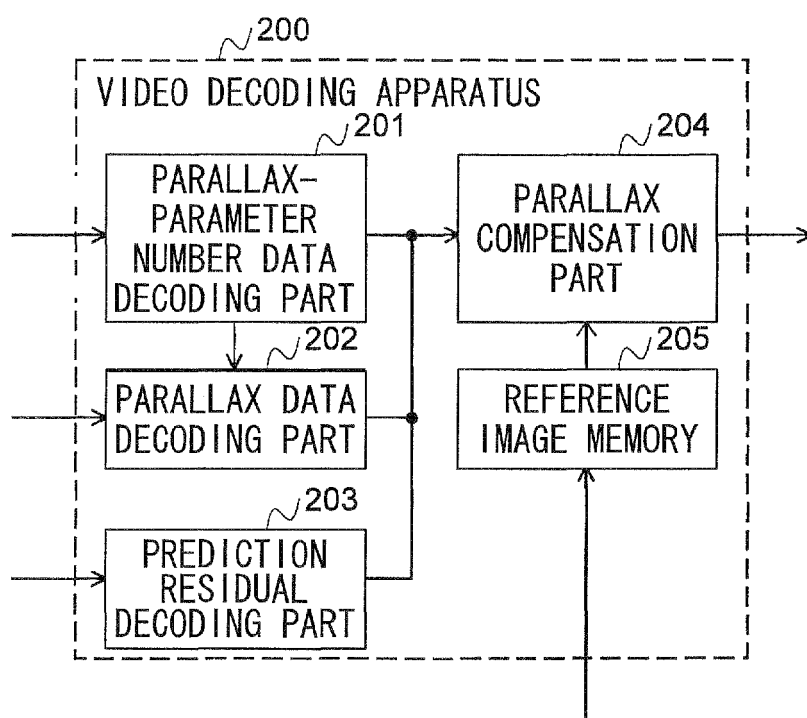 200
VIDEO DECODING APPARATUS
201
PARALLAX-
PARAMETER
NUMBER DATA
DECODING PART
204
PARALLAX
COMPENSATION
PART
202
PARALLAX DATA
DECODING PART
205
REFERENCE
IMAGE MEMORY
203
PREDICTION
RESIDUAL
DECODING PART